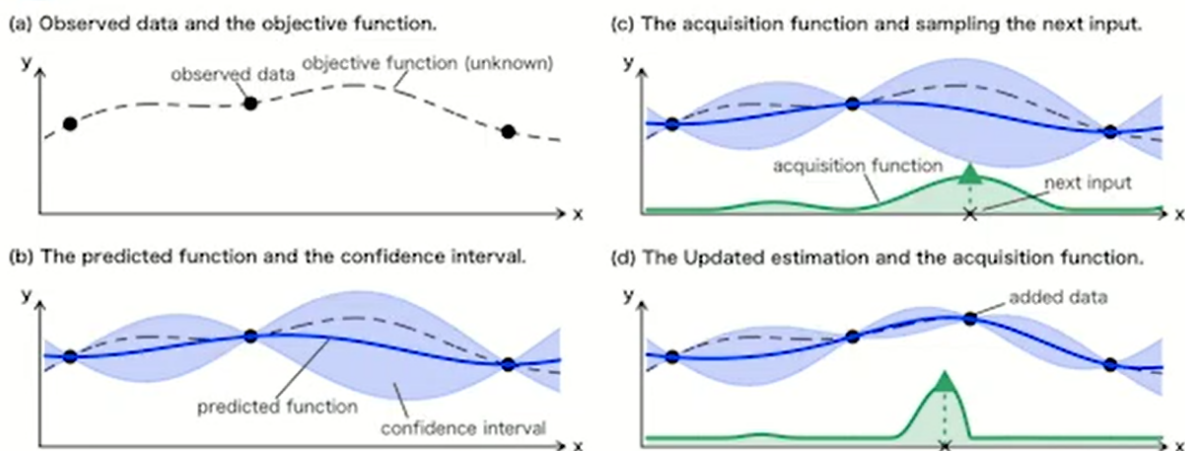 (a) Observed data and the objective function.
y
observed data
objective function (unknown)
x
(b) The predicted function and the confidence interval.
y
predicted function
confidence interval
x
(c) The acquisition function and sampling the next input.
y
acquisition function
next input
x
(d) The Updated estimation and the acquisition function.
y
added data
x